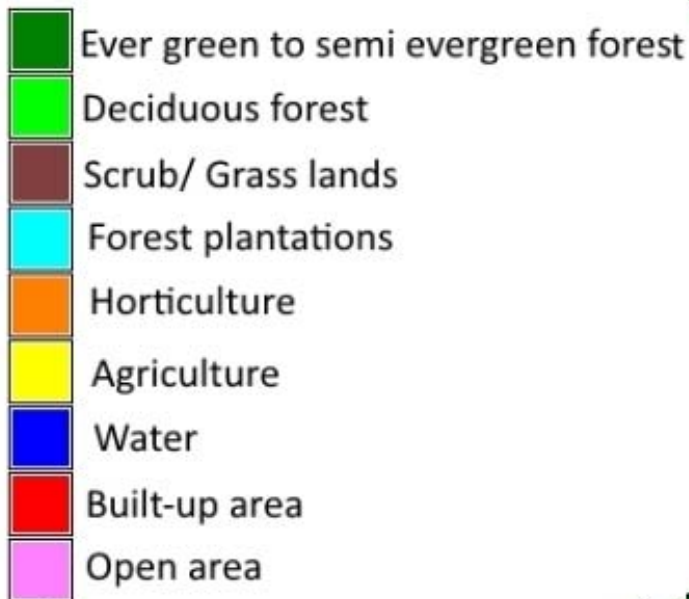 Ever green to semi evergreen forest
Deciduous forest
Scrub/ Grass lands
Forest plantations
Horticulture
Agriculture
Water
Built-up area
Open area